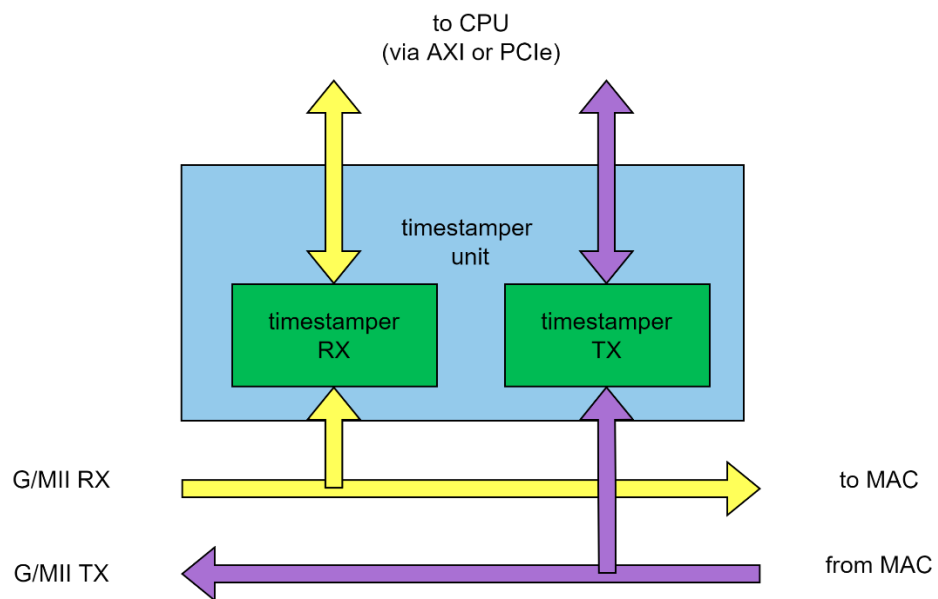 to CPU
(via AXI or PCIe)
timestamper
unit
timestamper
RX
timestamper
TX
G/MII RX
to MAC
G/MII TX
from MAC